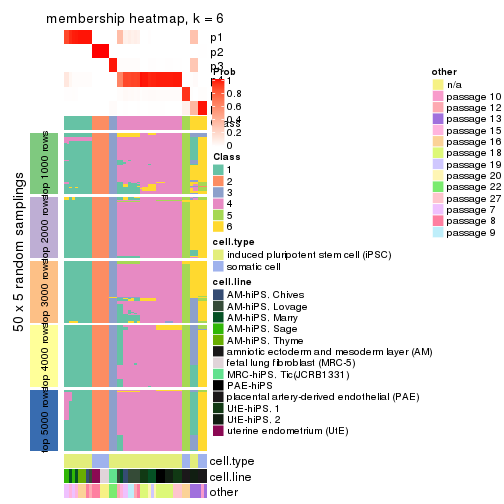 membership heatmap, k = 6
p1
p2
p3
p4
Prob
1
0.8
0.6
0.4
0.2
0
Class
1
2
3
4
5
6
cell.type
induced pluripotent stem cell (iPSC)
somatic cell
cell.line
AM-hiPS. Chives
AM-hiPS. Lovage
AM-hiPS. Marry
AM-hiPS. Sage
AM-hiPS. Thyme
amniotic ectoderm and mesoderm layer (AM)
fetal lung fibroblast (MRC-5)
MRC-hiPS. Tic(JCRB1331)
PAE-hiPS
placental artery-derived endothelial (PAE)
UtE-hiPS. 1
UtE-hiPS. 2
uterine endometrium (UtE)
other
n/a
passage 10
passage 12
passage 13
passage 15
passage 16
passage 18
passage 19
passage 20
passage 22
passage 27
passage 7
passage 8
passage 9
50 x 5 random samplings
top 1000 rows
top 2000 rows
top 3000 rows
top 4000 rows
top 5000 rows
cell.type
cell.line
other